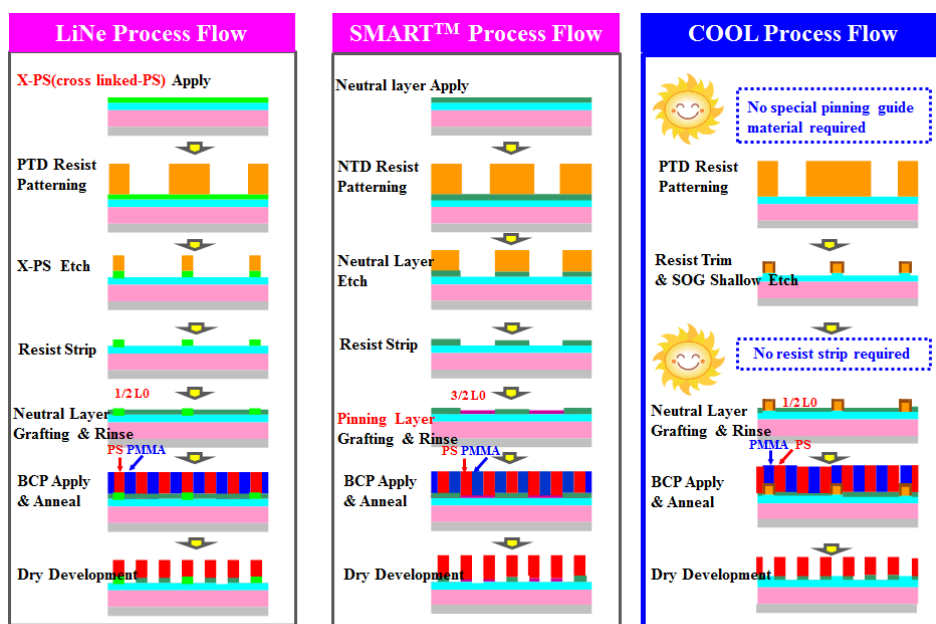 LiNe Process Flow
X-PS(cross linked-PS) Apply
PTD Resist
Patterning
X-PS Etch
Resist Strip
1/2 L0
Neutral Layer
Grafting & Rinse
PS PMMA
BCP Apply
& Anneal
Dry Development
SMART™ Process Flow
Neutral layer Apply
NTD Resist
Patterning
Neutral Layer
Etch
Resist Strip
3/2 L0
Pinning Layer
Grafting & Rinse
PS PMMA
BCP Apply
& Anneal
Dry Development
COOL Process Flow
No special pinning guide
material required
PTD Resist
Patterning
Resist Trim
& SOG Shallow Etch
No resist strip required
1/2 L0
Neutral Layer
Grafting & Rinse
PMMA PS
BCP Apply
& Anneal
Dry Development